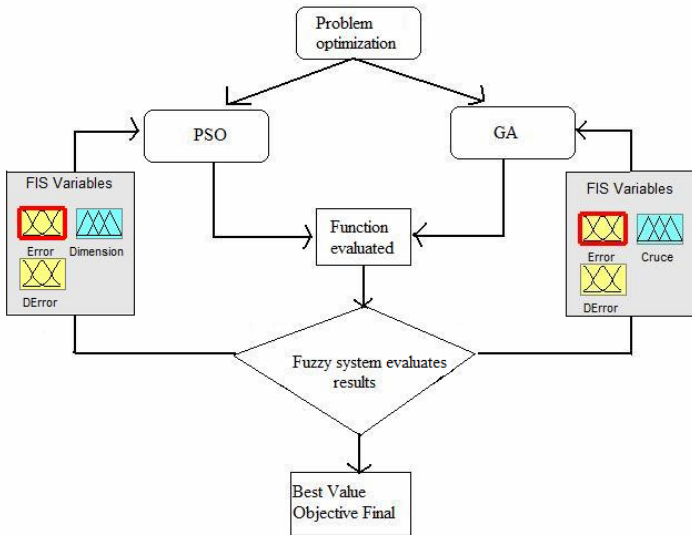 Problem
optimization
PSO
GA
FIS Variables
Error
Dimension
DError
FIS Variables
Error
Cruce
DError
Function
evaluated
Fuzzy system evaluates
results
Best Value
Objective Final